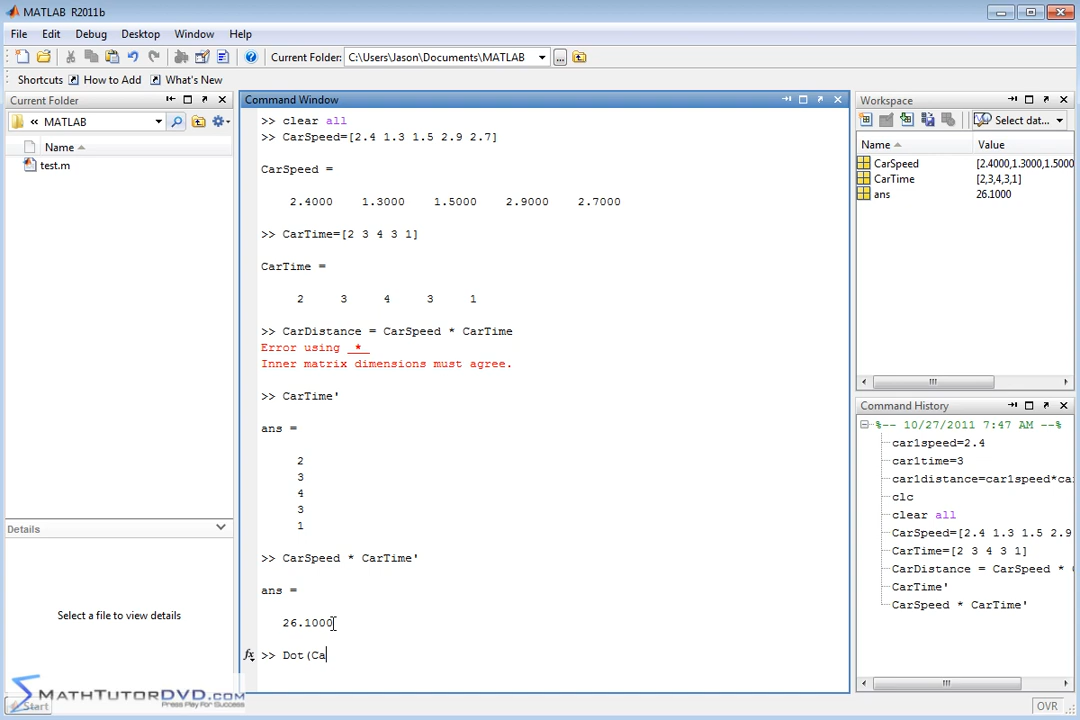 MATLAB R2011b
File Edit Debug Desktop Window Help
Current Folder: C:\Users\Jason\Documents\MATLAB ...
Shortcuts How to Add What's New
Current Folder
« MATLAB
Name
test.m
Details
Select a file to view details
Start
MATHTUTORDVD.COM
Press Play For Success
Command Window
>> clear all
>> CarSpeed=[2.4 1.3 1.5 2.9 2.7]
CarSpeed =
2.4000 1.3000 1.5000 2.9000 2.7000
>> CarTime=[2 3 4 3 1]
CarTime =
2 3 4 3 1
>> CarDistance = CarSpeed * CarTime
Error using *
Inner matrix dimensions must agree.
>> CarTime'
ans =
2
3
4
3
1
>> CarSpeed * CarTime'
ans =
26.1000
fx >> Dot(Ca
Workspace
Select dat...
Name Value
CarSpeed [2.4000,1.3000,1.5000
CarTime [2,3,4,3,1]
ans 26.1000
Command History
%-- 10/27/2011 7:47 AM --%
car1speed=2.4
car1time=3
car1distance=car1speed*ca
clc
clear all
CarSpeed=[2.4 1.3 1.5 2.9
CarTime=[2 3 4 3 1]
CarDistance = CarSpeed *
CarTime'
CarSpeed * CarTime'
OVR